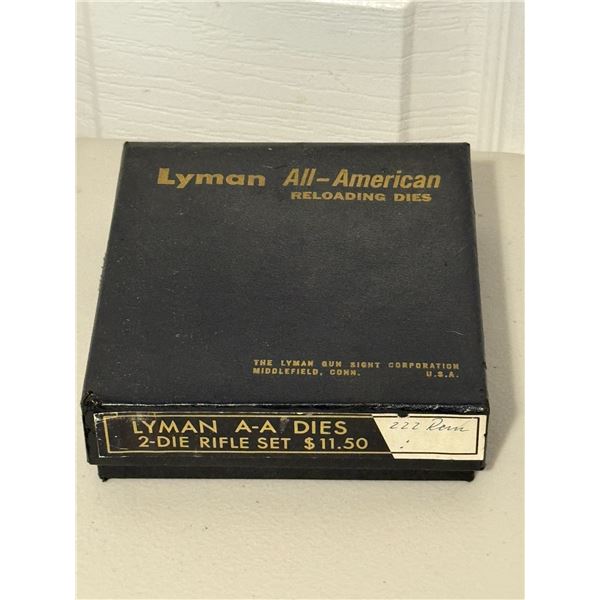 Lyman All-American
RELOADING DIES
THE LYMAN GUN SIGHT CORPORATION
MIDDLEFIELD, CONN. U.S.A.
LYMAN A-A DIES
2-DIE RIFLE SET $11.50
222 Rem